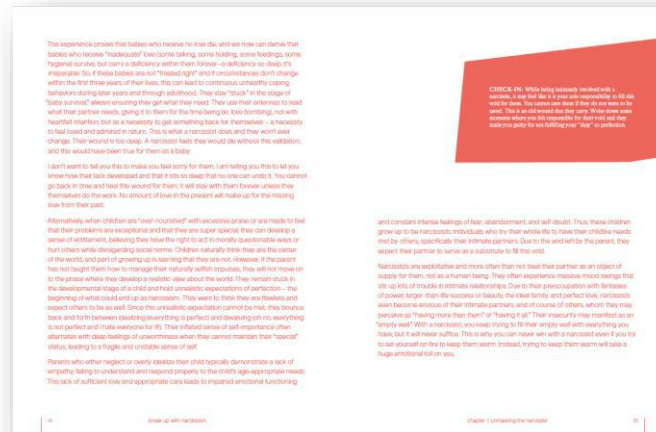 This experience proves that babies who receive no love die, and we now can derive that
babies who receive "inadequate" love (some talking, some holding, some feedings, some
hygiene) survive, but carry a deficiency within them forever – a deficiency so deep, it's
irreparable. So, if these babies are not "treated right" and if circumstances don't change
within the first three years of their lives, this can lead to continuous unhealthy coping
behaviors during later years and through adulthood. They stay "stuck" in the stage of
"baby survival," always ensuring they get what they need. They use their antennas to read
what their partner needs, giving it to them for the time being (ie: love bombing), not with
heartfelt intention, but as a necessity to get something back for themselves – a necessity
to feel loved and admired in return. This is what a narcissist does and they won't ever
change. Their wound is too deep. A narcissist feels they would die without this validation,
and this would have been true for them as a baby.
I don't want to tell you this to make you feel sorry for them, I am telling you this to let you
know how their lack developed and that it sits so deep that no one can undo it. You cannot
go back in time and heal this wound for them; it will stay with them forever unless they
themselves do the work. No amount of love in the present will make up for the missing
love from their past.
Alternatively, when children are "over-nourished" with excessive praise or are made to feel
that their problems are exceptional and that they are super special, they can develop a
sense of entitlement, believing they have the right to act in morally questionable ways or
hurt others while disregarding social norms. Children naturally think they are the center
of the world, and part of growing up is learning that they are not. However, if the parent
has not taught them how to manage their naturally selfish impulses, they will not move on
to the phase where they develop a realistic view about the world. They remain stuck in
the developmental stage of a child and hold unrealistic expectations of perfection – the
beginning of what could end up as narcissism. They want to think they are flawless and
expect others to be as well. Since this unrealistic expectation cannot be met, they bounce
back and forth between idealizing (everything is perfect) and devaluing (oh no, everything
is not perfect and I hate everyone for it!). Their inflated sense of self-importance often
alternates with deep feelings of unworthiness when they cannot maintain their "special"
status, leading to a fragile and unstable sense of self.
Parents who either neglect or overly idealize their child typically demonstrate a lack of
empathy, failing to understand and respond properly to the child's age-appropriate needs.
This lack of sufficient love and appropriate care leads to impaired emotional functioning
14
break up with narcissism
CHECK-IN: While being intimately involved with a
narcissist, it may feel like it is your sole responsibility to fill this
void for them. You cannot save them if they do not want to be
saved. This is an old wound that they carry. Write down some
moments where you felt responsible for their void and they
made you guilty for not fulfilling your "duty" to perfection.
and constant intense feelings of fear, abandonment, and self-doubt. Thus, these children
grow up to be narcissistic individuals who try their whole life to have their childlike needs
met by others, specifically their intimate partners. Due to the void left by the parent, they
expect their partner to serve as a substitute to fill this void.
Narcissists are exploitative and more often than not treat their partner as an object of
supply for them, not as a human being. They often experience massive mood swings that
stir up lots of trouble in intimate relationships. Due to their preoccupation with fantasies
of power, larger-than-life success or beauty, the ideal family, and perfect love, narcissists
even become envious of their intimate partners, and of course of others, whom they may
perceive as "having more than them" or "having it all." Their insecurity may manifest as an
"empty well." With a narcissist, you keep trying to fill their empty well with everything you
have, but it will never suffice. This is why you can never win with a narcissist even if you try
to set yourself on fire to keep them warm. Instead, trying to keep them warm will take a
huge emotional toll on you.
chapter 1: unmasking the narcissist
15